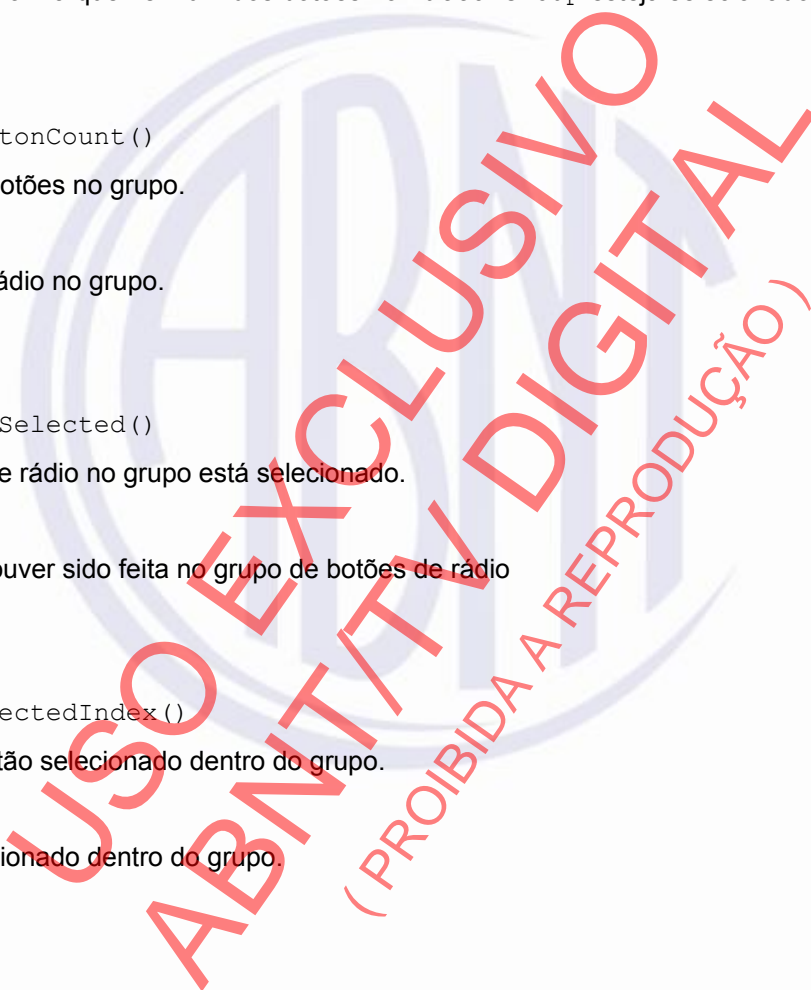 tonCount()
otões no grupo.
ádio no grupo.
Selected()
e rádio no grupo está selecionado.
ouver sido feita no grupo de botões de rádio
ectedIndex()
tão selecionado dentro do grupo.
ionado dentro do grupo.
USO EXCLUSIVO
ABNT/TV DIGITAL
( PROIBIDA A REPRODUÇÃO )
ABNT